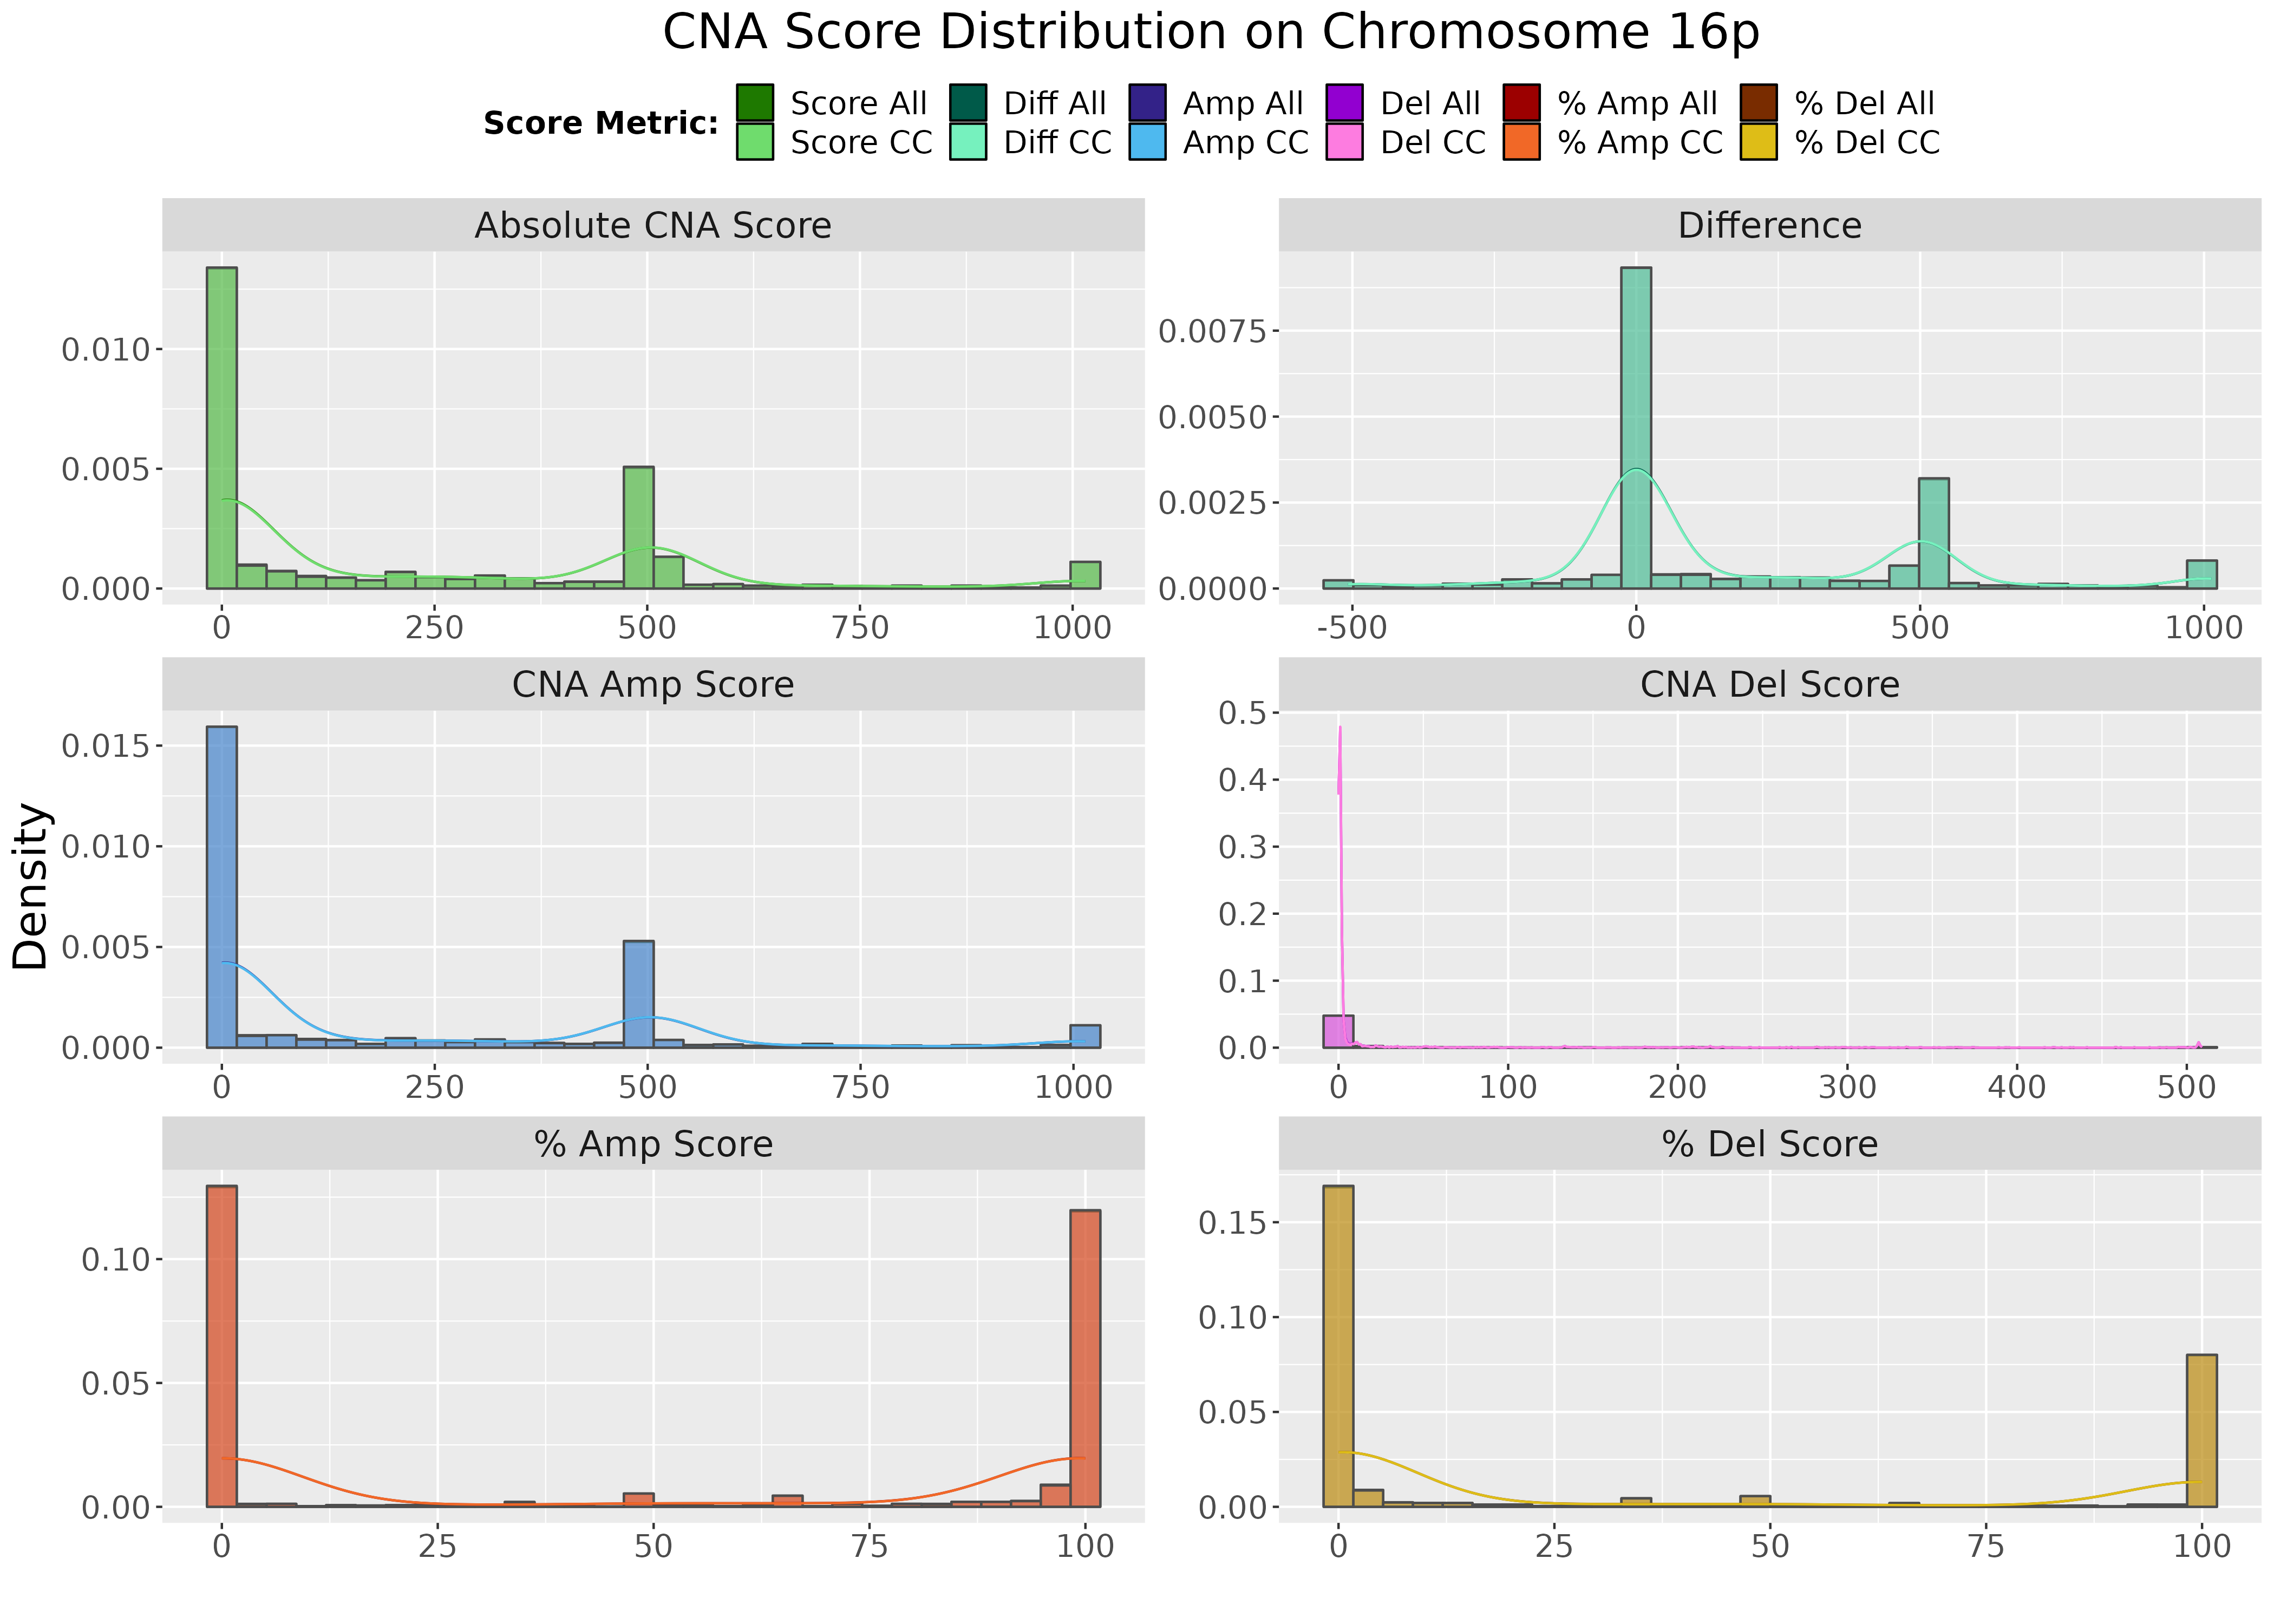 CNA Score Distribution on Chromosome 16p
Score Metric:
Score All Diff All Amp All Del All % Amp All % Del All
Score CC Diff CC Amp CC Del CC % Amp CC % Del CC
Absolute CNA Score
0.010
0.005
0.000
0 250 500 750 1000
Difference
0.0075
0.0050
0.0025
0.0000
-500 0 500 1000
Density
CNA Amp Score
0.015
0.010
0.005
0.000
0 250 500 750 1000
CNA Del Score
0.5
0.4
0.3
0.2
0.1
0.0
0 100 200 300 400 500
% Amp Score
0.10
0.05
0.00
0 25 50 75 100
% Del Score
0.15
0.10
0.05
0.00
0 25 50 75 100